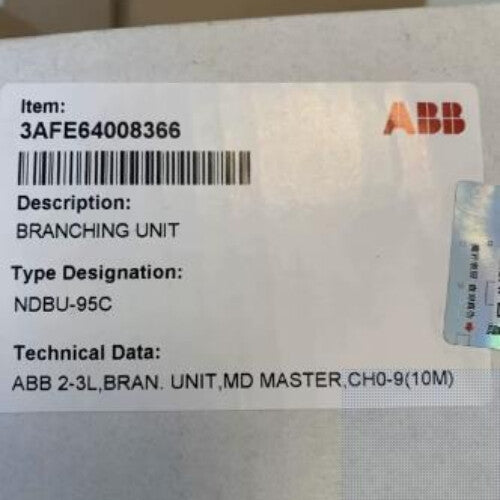 Item:
3AFE64008366
ABB
Description:
BRANCHING UNIT
Type Designation:
NDBU-95C
Technical Data:
ABB 2-3L,BRAN. UNIT,MD MASTER,CH0-9(10M)